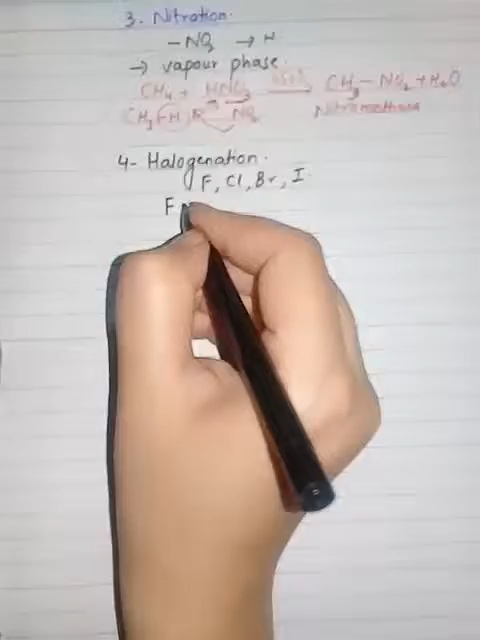 3. Nitration.
- NO₂ → H
→ vapour phase.
CH₄ + HNO₃ → CH₃ - NO₂ + H₂O
CH₃ - H NO₂ Nitromethane
4- Halogenation.
F, Cl, Br, I.
F